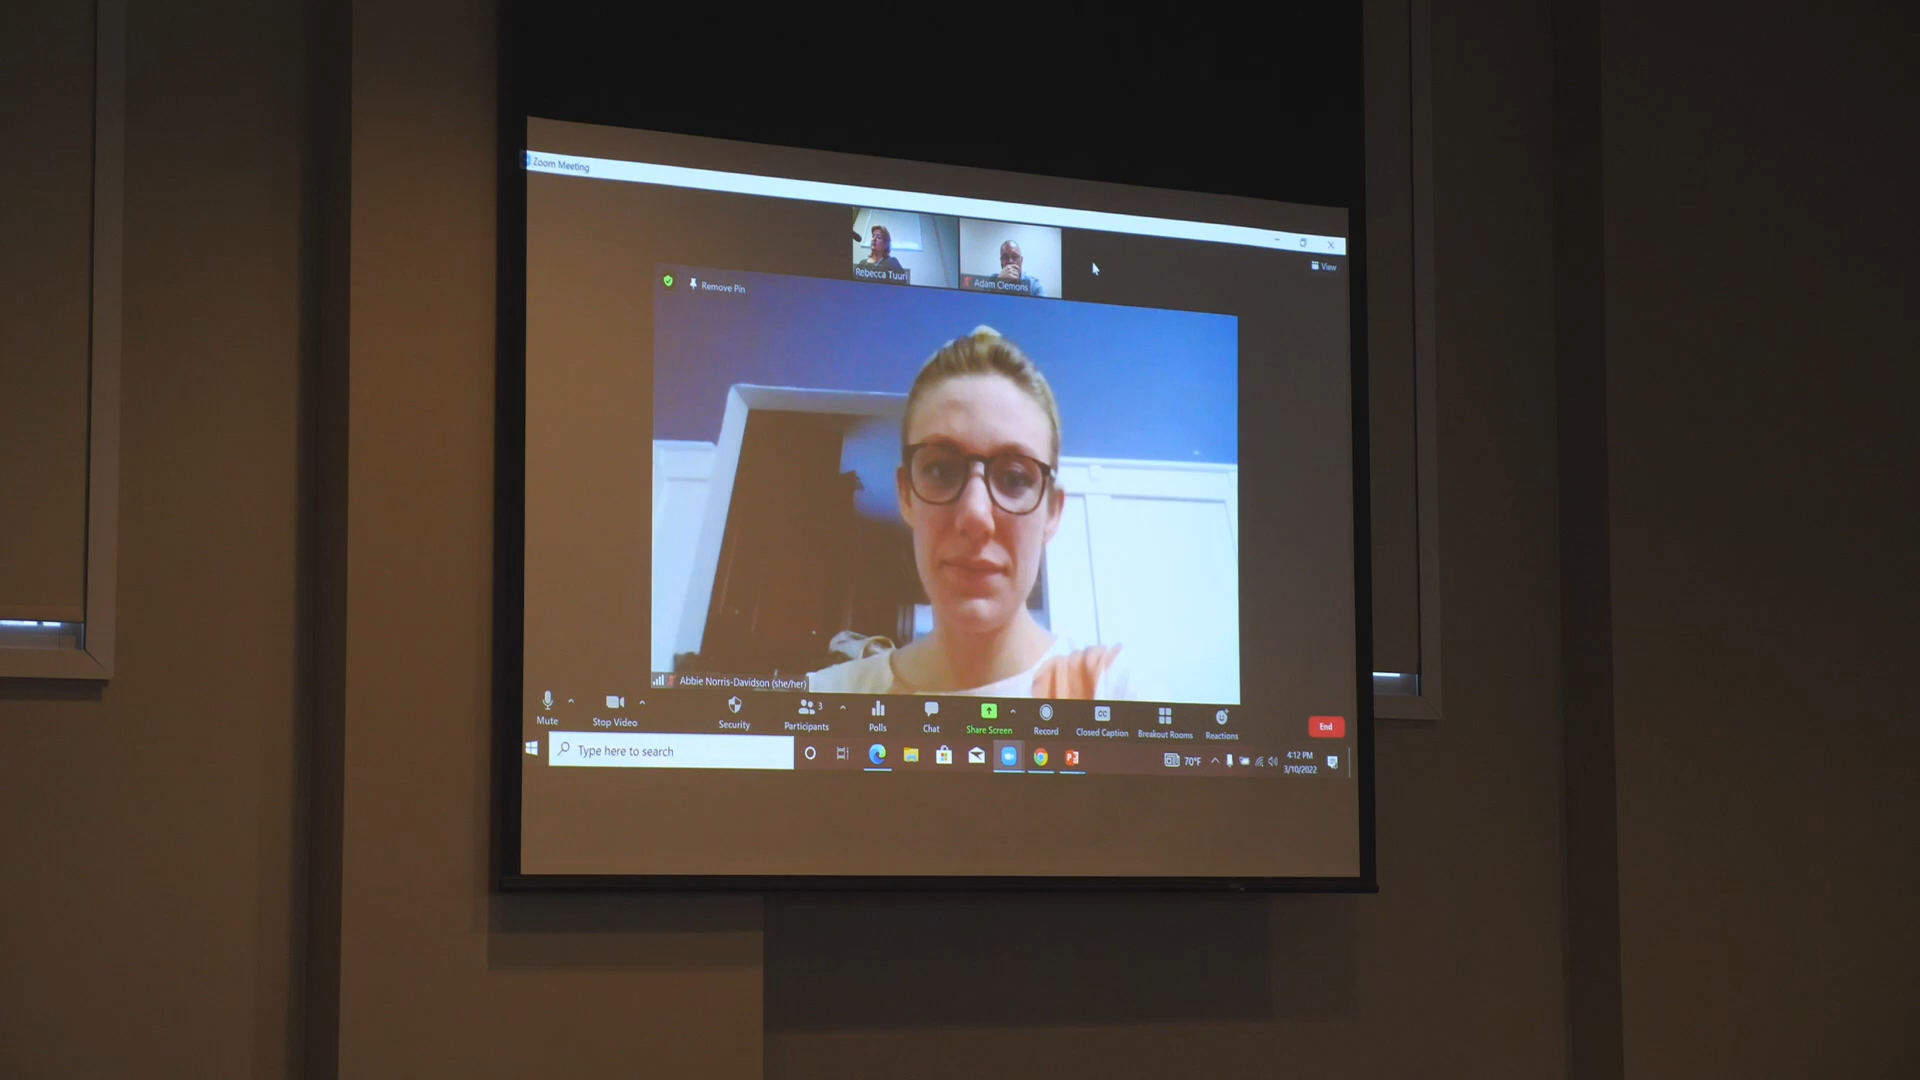 Zoom Meeting
View
Rebecca Tuuri
Adam Clemons
Remove Pin
Abbie Norris-Davidson (she/her)
Mute
Stop Video
Security
3
Participants
Polls
Chat
Share Screen
Record
CC
Closed Caption
Breakout Rooms
Reactions
End
Type here to search
70°F
4:12 PM
3/10/2022